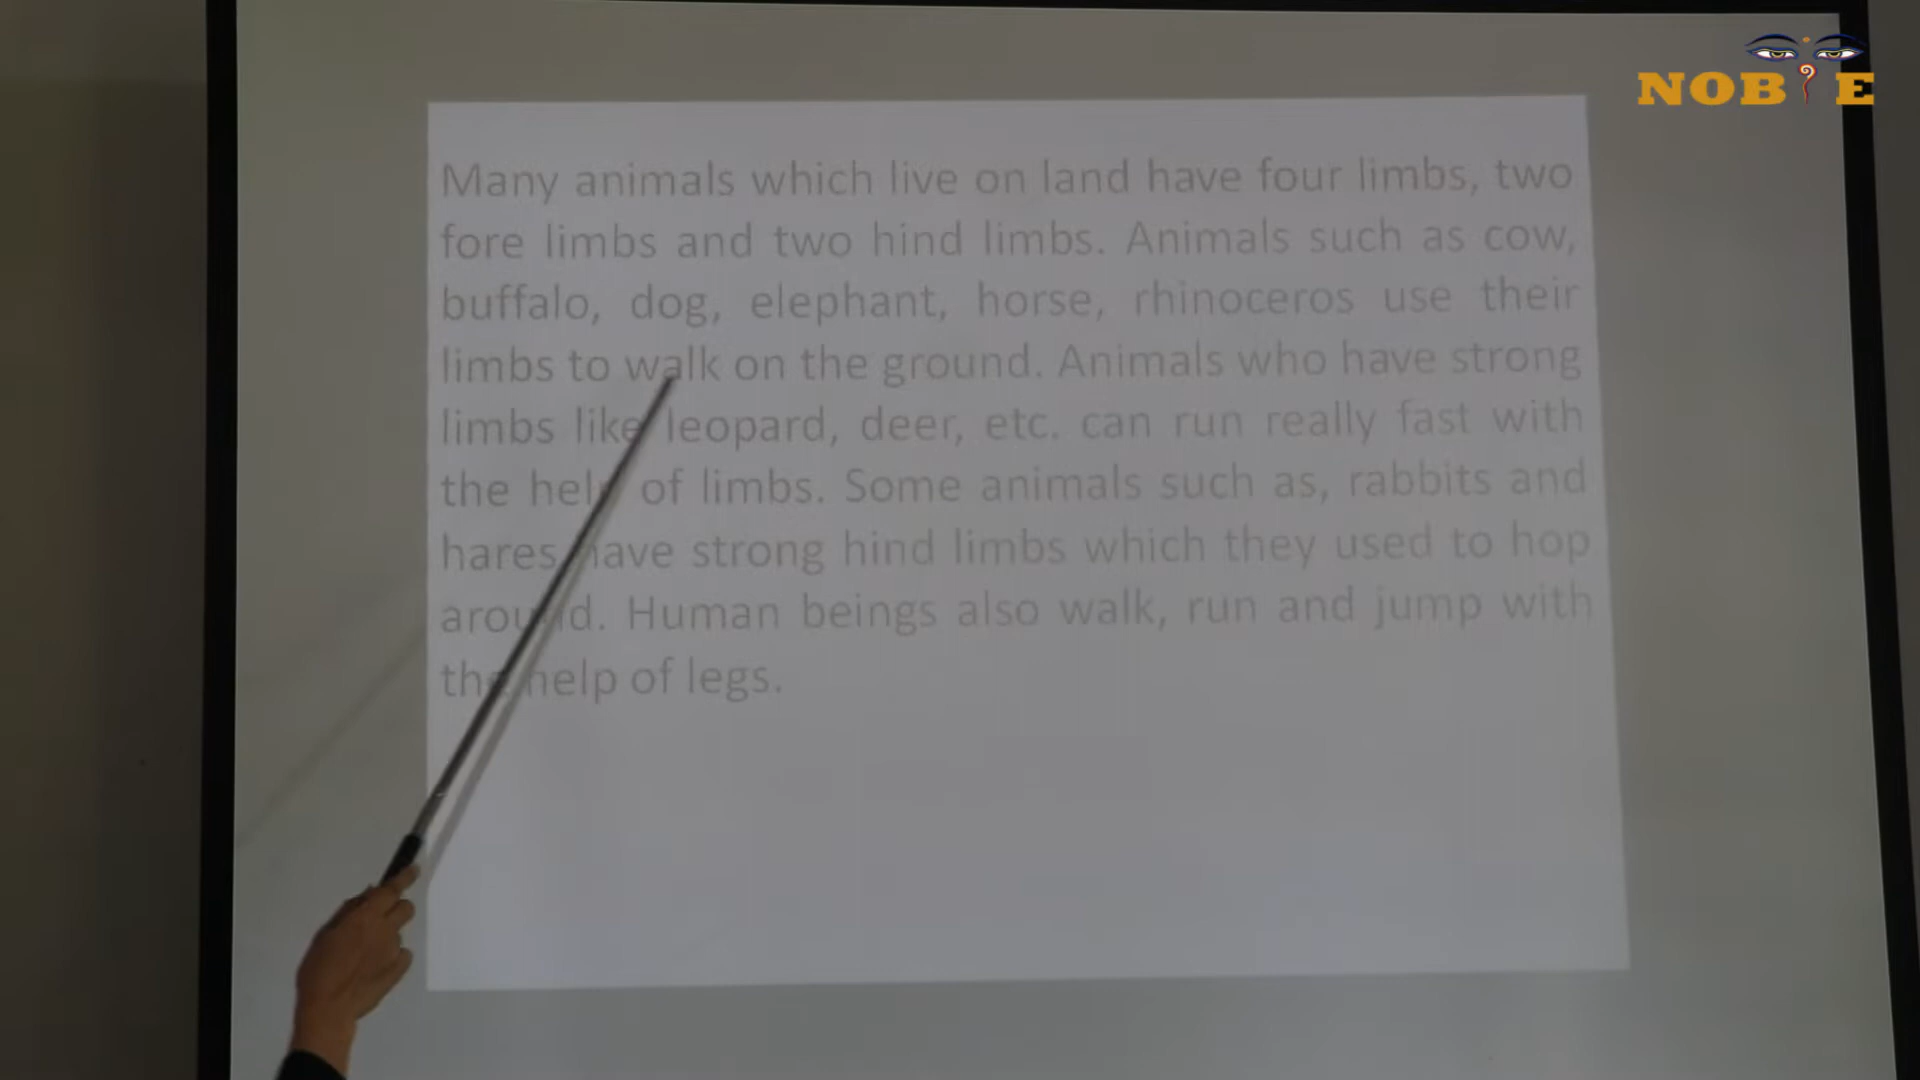 NOB E
Many animals which live on land have four limbs, two
fore limbs and two hind limbs. Animals such as cow,
buffalo, dog, elephant, horse, rhinoceros use their
limbs to walk on the ground. Animals who have strong
limbs like leopard, deer, etc. can run really fast with
the help of limbs. Some animals such as, rabbits and
hares have strong hind limbs which they used to hop
around. Human beings also walk, run and jump with
the help of legs.